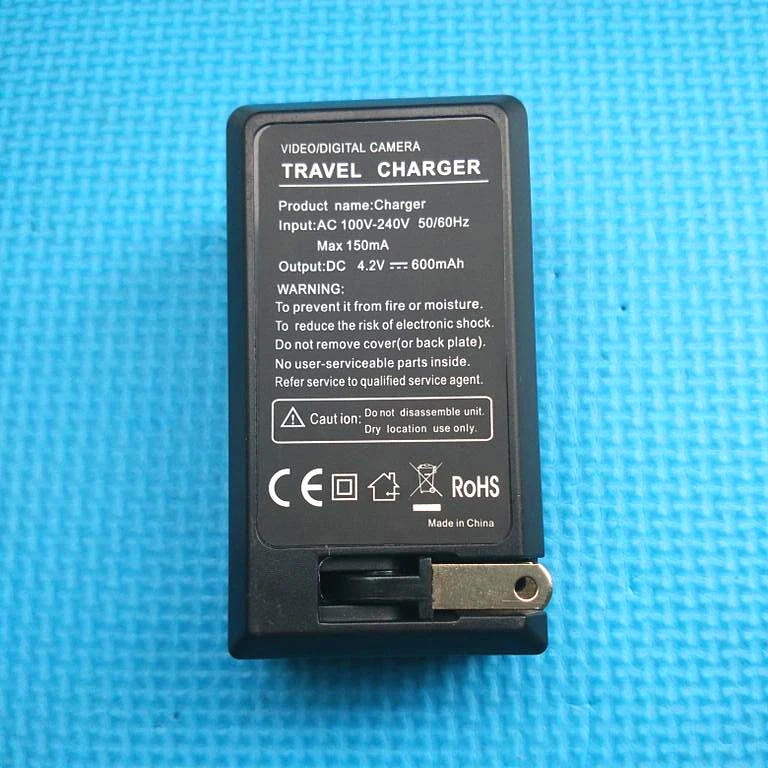 VIDEO/DIGITAL CAMERA
TRAVEL CHARGER
Product name:Charger
Input:AC 100V-240V 50/60Hz
Max 150mA
Output:DC 4.2V ⎓ 600mAh
WARNING:
To prevent it from fire or moisture.
To reduce the risk of electronic shock.
Do not remove cover(or back plate).
No user-serviceable parts inside.
Refer service to qualified service agent.
Caution: Do not disassemble unit.
Dry location use only.
CE RoHS
Made in China